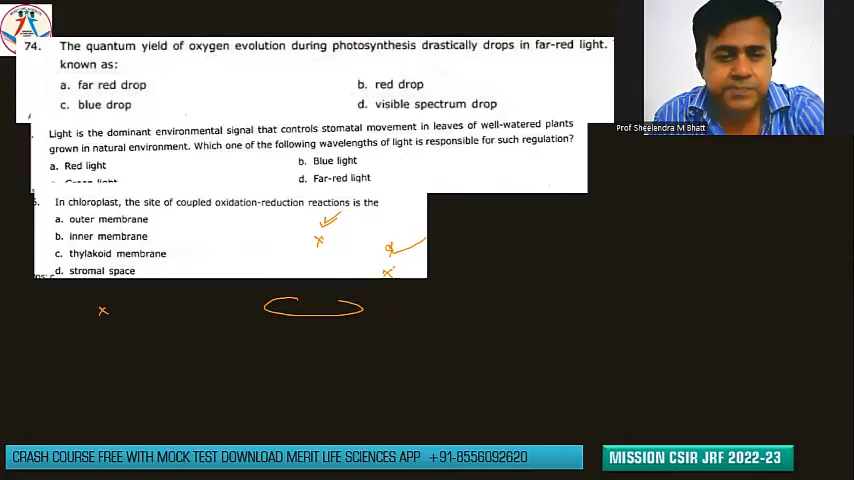 74. The quantum yield of oxygen evolution during photosynthesis drastically drops in far-red light.
known as:
a. far red drop b. red drop
c. blue drop d. visible spectrum drop
Light is the dominant environmental signal that controls stomatal movement in leaves of well-watered plants
grown in natural environment. Which one of the following wavelengths of light is responsible for such regulation?
a. Red light b. Blue light
Green light d. Far-red light
In chloroplast, the site of coupled oxidation-reduction reactions is the
a. outer membrane
b. inner membrane
c. thylakoid membrane
d. stromal space
Prof Sheelendra M Bhatt
CRASH COURSE FREE WITH MOCK TEST DOWNLOAD MERIT LIFE SCIENCES APP +91-8556092620
MISSION CSIR JRF 2022-23